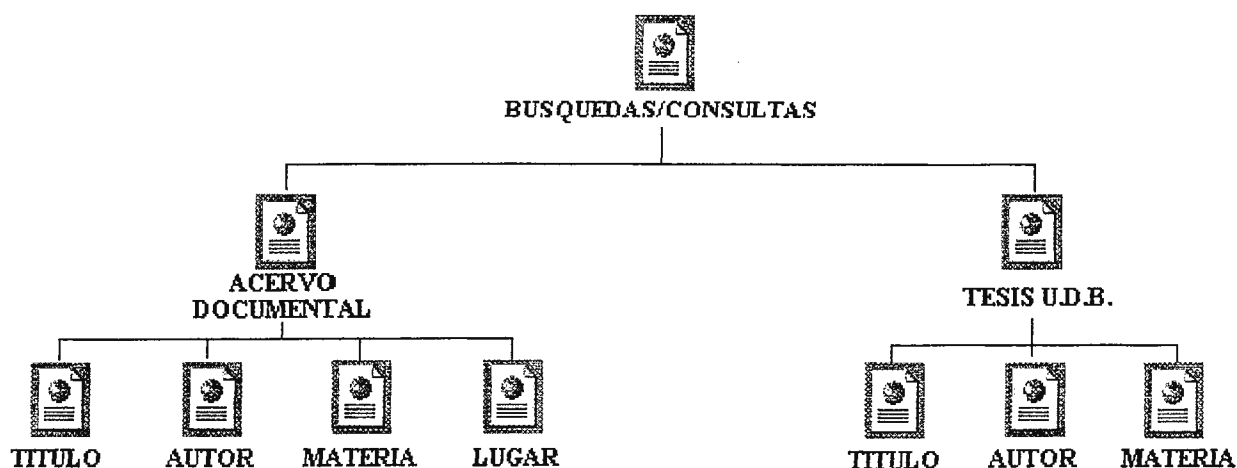 BUSQUEDAS/CONSULTAS
ACERVO
DOCUMENTAL
TESIS U.D.B.
TITULO AUTOR MATERIA LUGAR
TITULO AUTOR MATERIA